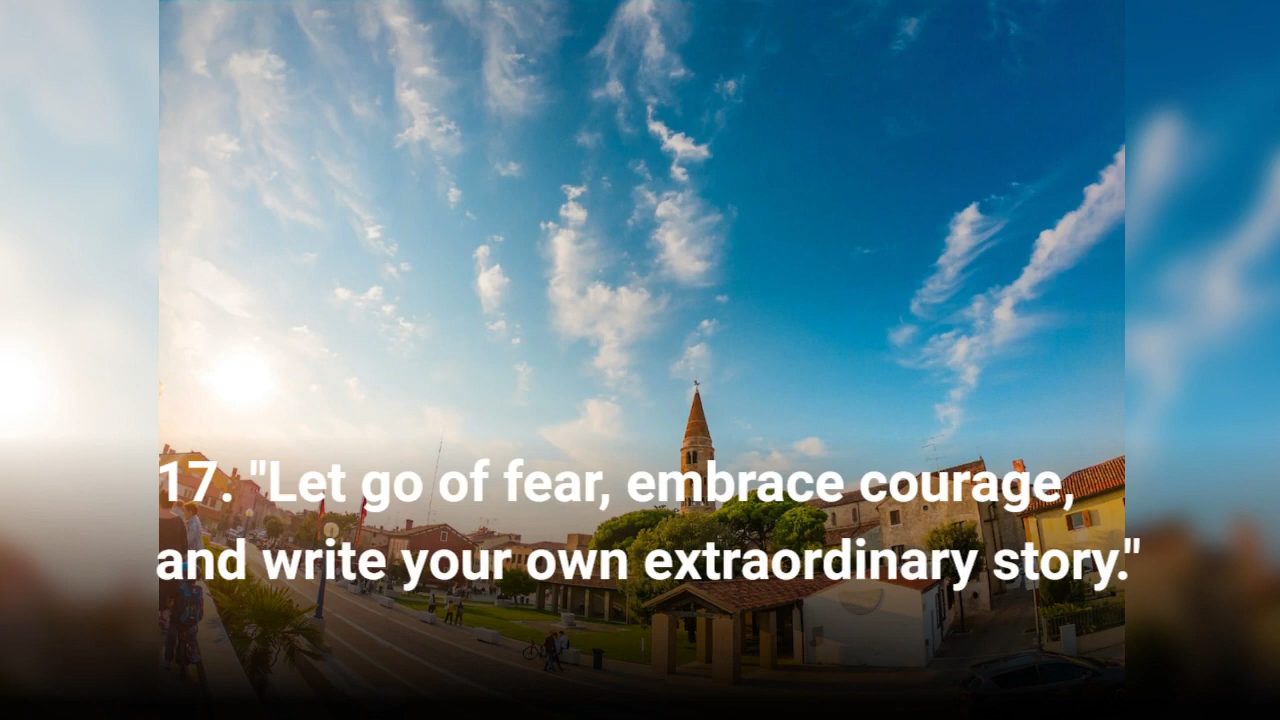 17. "Let go of fear, embrace courage,
and write your own extraordinary story."